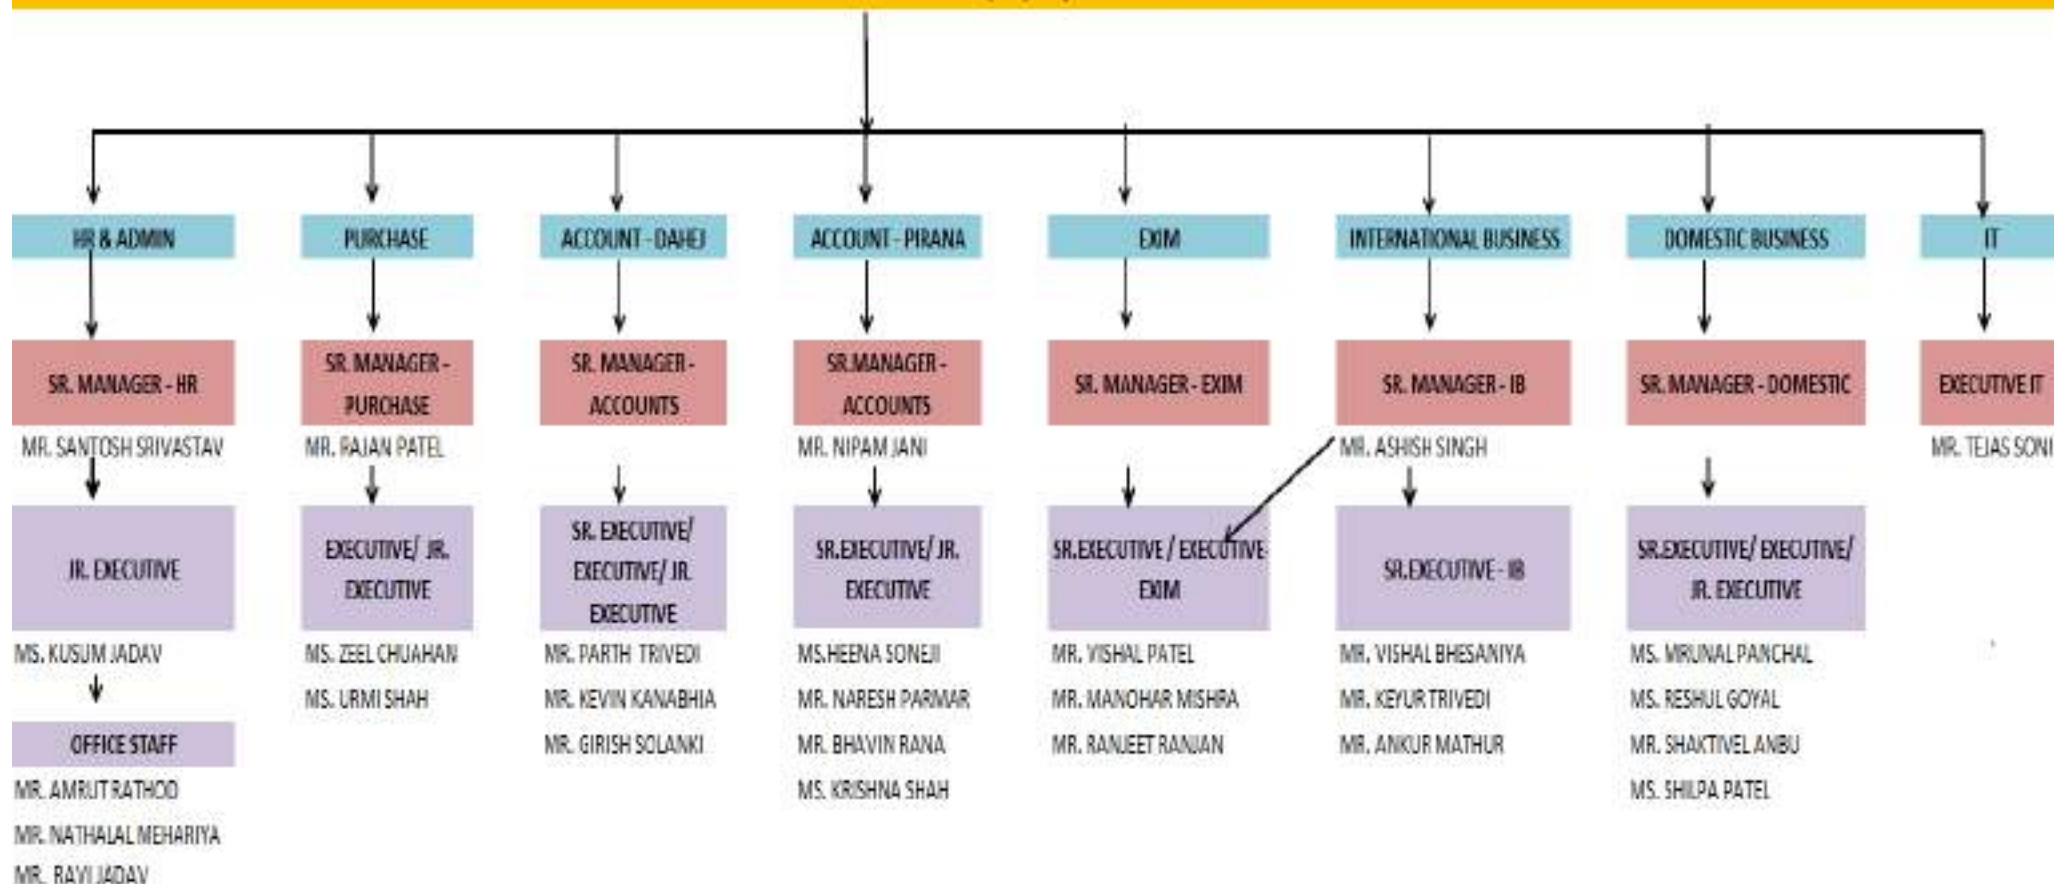 HR & ADMIN
PURCHASE
ACCOUNT - DAHEJ
ACCOUNT - PIRANA
EXIM
INTERNATIONAL BUSINESS
DOMESTIC BUSINESS
IT
SR. MANAGER - HR
SR. MANAGER -
PURCHASE
SR. MANAGER -
ACCOUNTS
SR.MANAGER -
ACCOUNTS
SR. MANAGER - EXIM
SR. MANAGER - IB
SR. MANAGER - DOMESTIC
EXECUTIVE IT
MR. SANTOSH SRIVASTAV
MR. RAJAN PATEL
MR. NIPAM JANI
MR. ASHISH SINGH
MR. TEJAS SONI
JR. EXECUTIVE
EXECUTIVE/ JR.
EXECUTIVE
SR. EXECUTIVE/
EXECUTIVE/ JR.
EXECUTIVE
SR.EXECUTIVE/ JR.
EXECUTIVE
SR.EXECUTIVE / EXECUTIVE
EXIM
SR.EXECUTIVE - IB
SR.EXECUTIVE/ EXECUTIVE/
JR. EXECUTIVE
MS. KUSUM JADAV
MS. ZEEL CHUAHAN
MS. URMI SHAH
MR. PARTH TRIVEDI
MR. KEVIN KANABHIA
MR. GIRISH SOLANKI
MS.HEENA SONEJI
MR. NARESH PARMAR
MR. BHAVIN RANA
MS. KRISHNA SHAH
MR. VISHAL PATEL
MR. MANOHAR MISHRA
MR. RANJEET RANJAN
MR. VISHAL BHESANIYA
MR. KEYUR TRIVEDI
MR. ANKUR MATHUR
MS. MRUNAL PANCHAL
MS. RESHUL GOYAL
MR. SHAKTIVEL ANBU
MS. SHILPA PATEL
OFFICE STAFF
MR. AMRUT RATHOD
MR. NATHALAL MEHARIYA
MR. RAVI JADAV